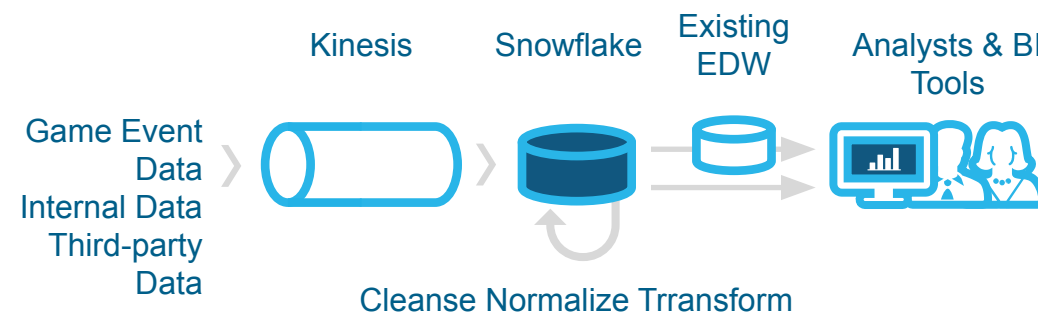 Kinesis
Snowflake
Existing
EDW
Analysts & BI
Tools
Game Event
Data
Internal Data
Third-party
Data
Cleanse Normalize Trransform